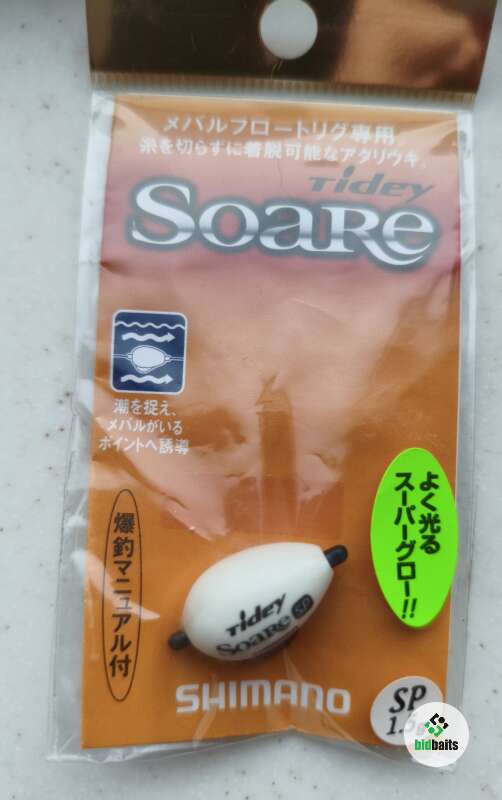 メバルフロートリグ専用。
糸を切らずに着脱可能なアタリウキ。
Tidey
Soare
潮を捉え、
メバルがいる
ポイントへ誘導
よく光る
スーパーグロー!!
爆釣マニュアル付
Tidey
Soare SP
SHIMANO
SP
bidbaits